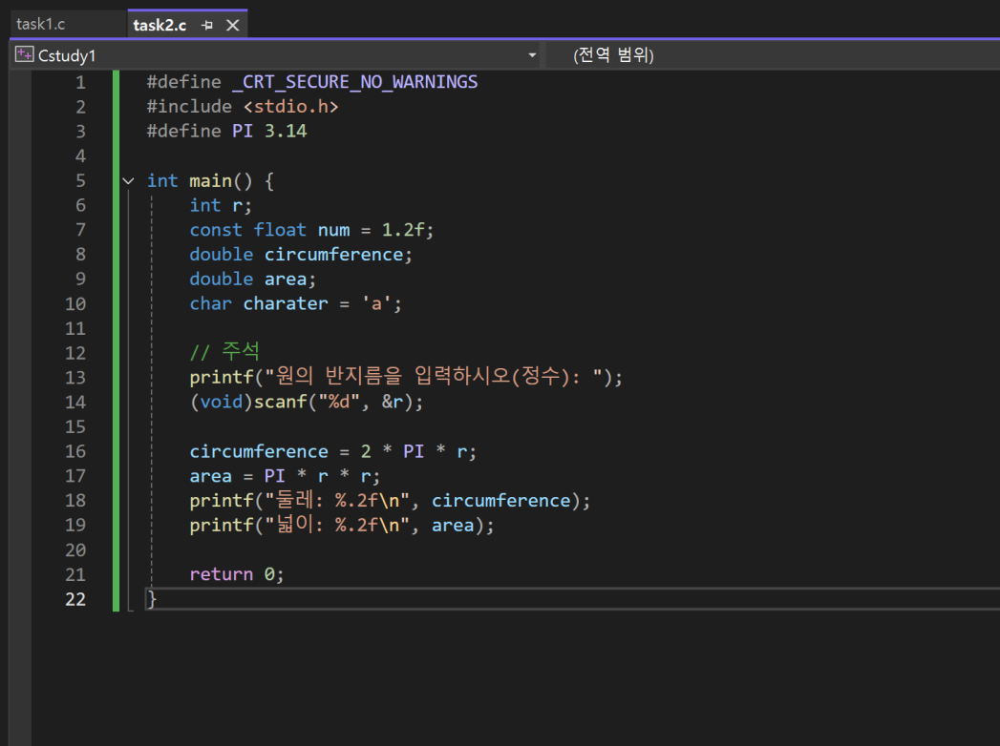 task1.c
task2.c
Cstudy1
(전역 범위)
1 #define _CRT_SECURE_NO_WARNINGS
2 #include <stdio.h>
3 #define PI 3.14
4
5 int main() {
6 int r;
7 const float num = 1.2f;
8 double circumference;
9 double area;
10 char charater = 'a';
11
12 // 주석
13 printf("원의 반지름을 입력하시오(정수): ");
14 (void)scanf("%d", &r);
15
16 circumference = 2 * PI * r;
17 area = PI * r * r;
18 printf("둘레: %.2f\n", circumference);
19 printf("넓이: %.2f\n", area);
20
21 return 0;
22 }